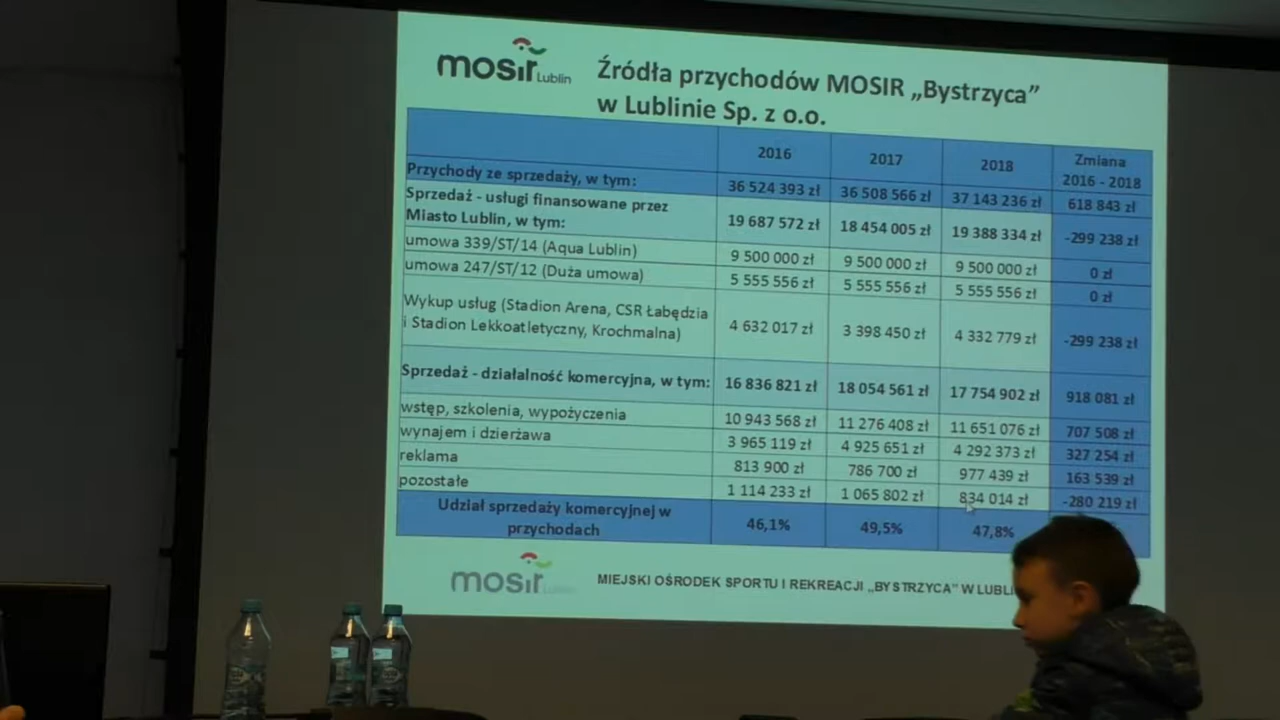 mosir Lublin
Źródła przychodów MOSIR „Bystrzyca”
w Lublinie Sp. z o.o.
2016 2017 2018 Zmiana 2016 - 2018
Przychody ze sprzedaży, w tym: 36 524 393 zł 36 508 566 zł 37 143 236 zł 618 843 zł
Sprzedaż - usługi finansowane przez
Miasto Lublin, w tym: 19 687 572 zł 18 454 005 zł 19 388 334 zł -299 238 zł
umowa 339/ST/14 (Aqua Lublin) 9 500 000 zł 9 500 000 zł 9 500 000 zł 0 zł
umowa 247/ST/12 (Duża umowa) 5 555 556 zł 5 555 556 zł 5 555 556 zł 0 zł
Wykup usług (Stadion Arena, CSR Łabędzia
i Stadion Lekkoatletyczny, Krochmalna) 4 632 017 zł 3 398 450 zł 4 332 779 zł -299 238 zł
Sprzedaż - działalność komercyjna, w tym: 16 836 821 zł 18 054 561 zł 17 754 902 zł 918 081 zł
wstęp, szkolenia, wypożyczenia 10 943 568 zł 11 276 408 zł 11 651 076 zł 707 508 zł
wynajem i dzierżawa 3 965 119 zł 4 925 651 zł 4 292 373 zł 327 254 zł
reklama 813 900 zł 786 700 zł 977 439 zł 163 539 zł
pozostałe 1 114 233 zł 1 065 802 zł 834 014 zł -280 219 zł
Udział sprzedaży komercyjnej w
przychodach 46,1% 49,5% 47,8%
mosir Lublin
MIEJSKI OŚRODEK SPORTU I REKREACJI „BYSTRZYCA” W LUBLI